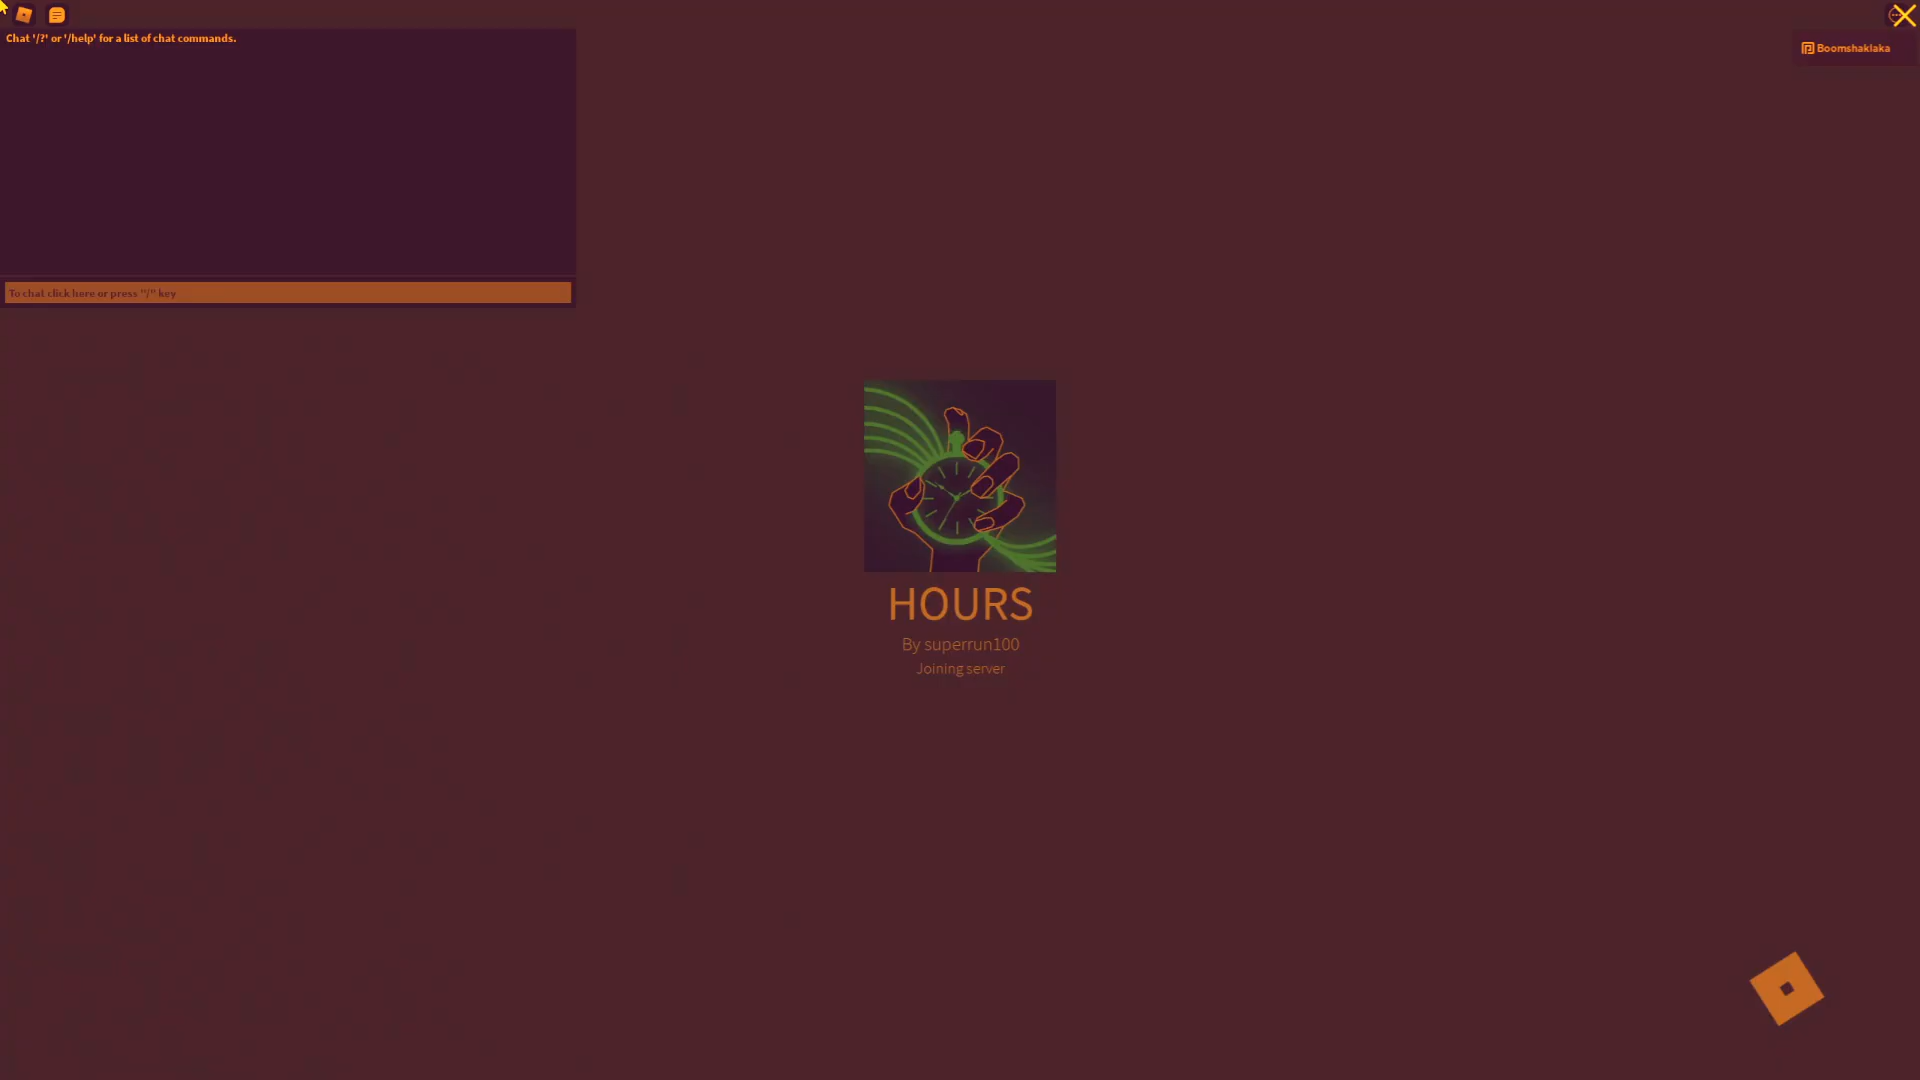 Chat '/?' or '/help' for a list of chat commands.
Boomshaklaka
To chat click here or press "/" key
HOURS
By superrun100
Joining server